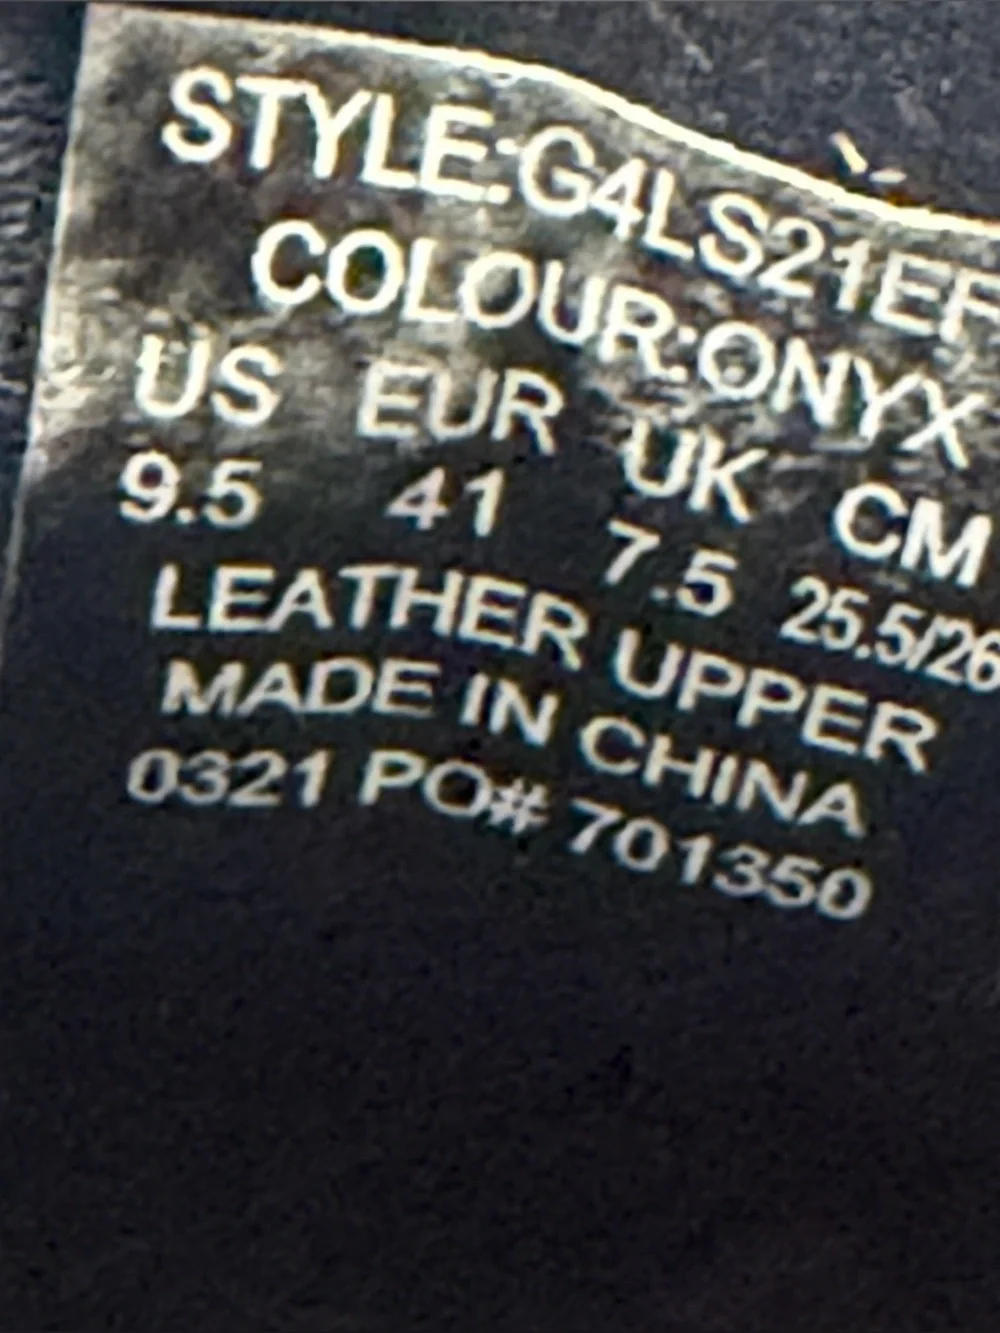 STYLE:G4LS21EF
COLOUR:ONYX
US EUR UK CM
9.5 41 7.5 25.5/26
LEATHER UPPER
MADE IN CHINA
0321 PO# 701350